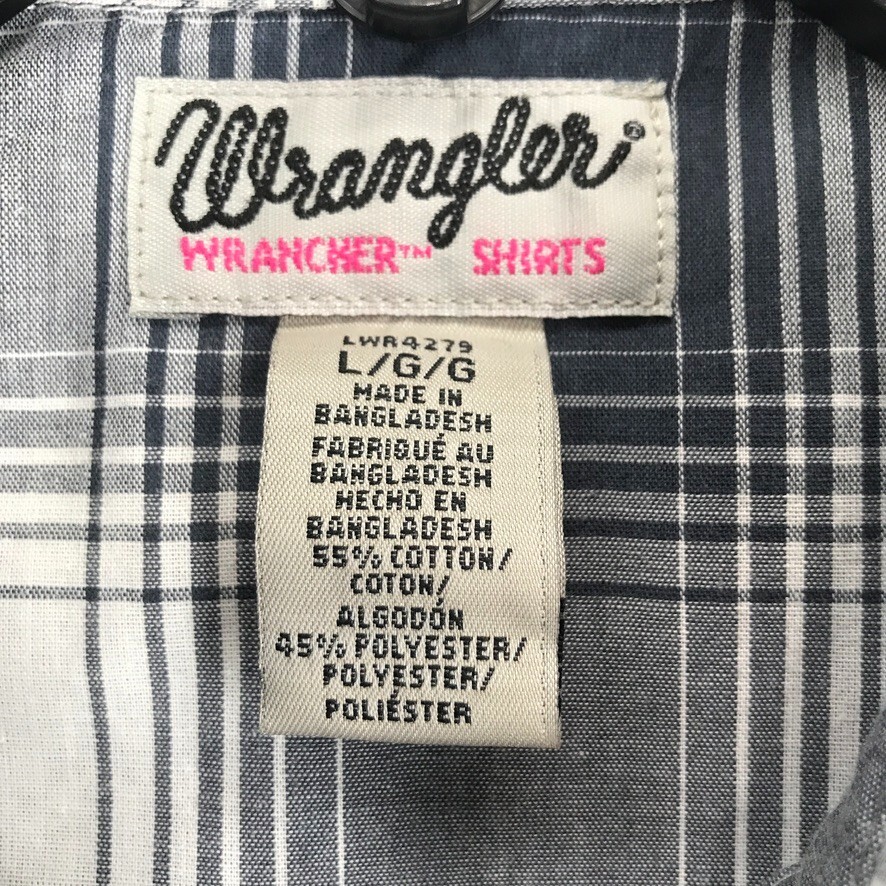 Wrangler®
WRANCHER™ SHIRTS
LWR4279
L/G/G
MADE IN
BANGLADESH
FABRIQUÉ AU
BANGLADESH
HECHO EN
BANGLADESH
55% COTTON/
COTON/
ALGODÓN
45% POLYESTER/
POLYESTER/
POLIÉSTER